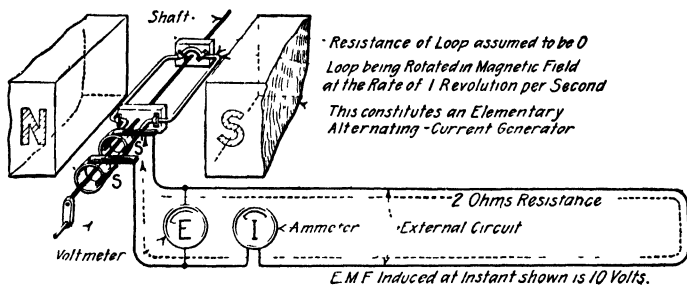 Shaft.
- Resistance of Loop assumed to be 0
Loop being Rotated in Magnetic Field
at the Rate of 1 Revolution per Second
This constitutes an Elementary
Alternating-Current Generator
N
S
S
S
2 Ohms Resistance
E
I
Ammeter
External Circuit
Voltmeter
E.M F Induced at Instant shown is 10 Volts.